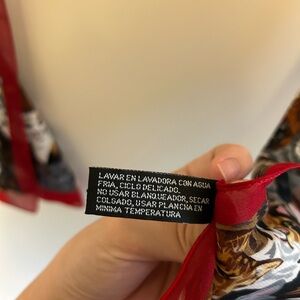 LAVAR EN LAVADORA CON AGUA
FRIA, CICLO DELICADO.
NO USAR BLANQUEADOR, SECAR
COLGADO, USAR PLANCHA EN
MINIMA TEMPERATURA